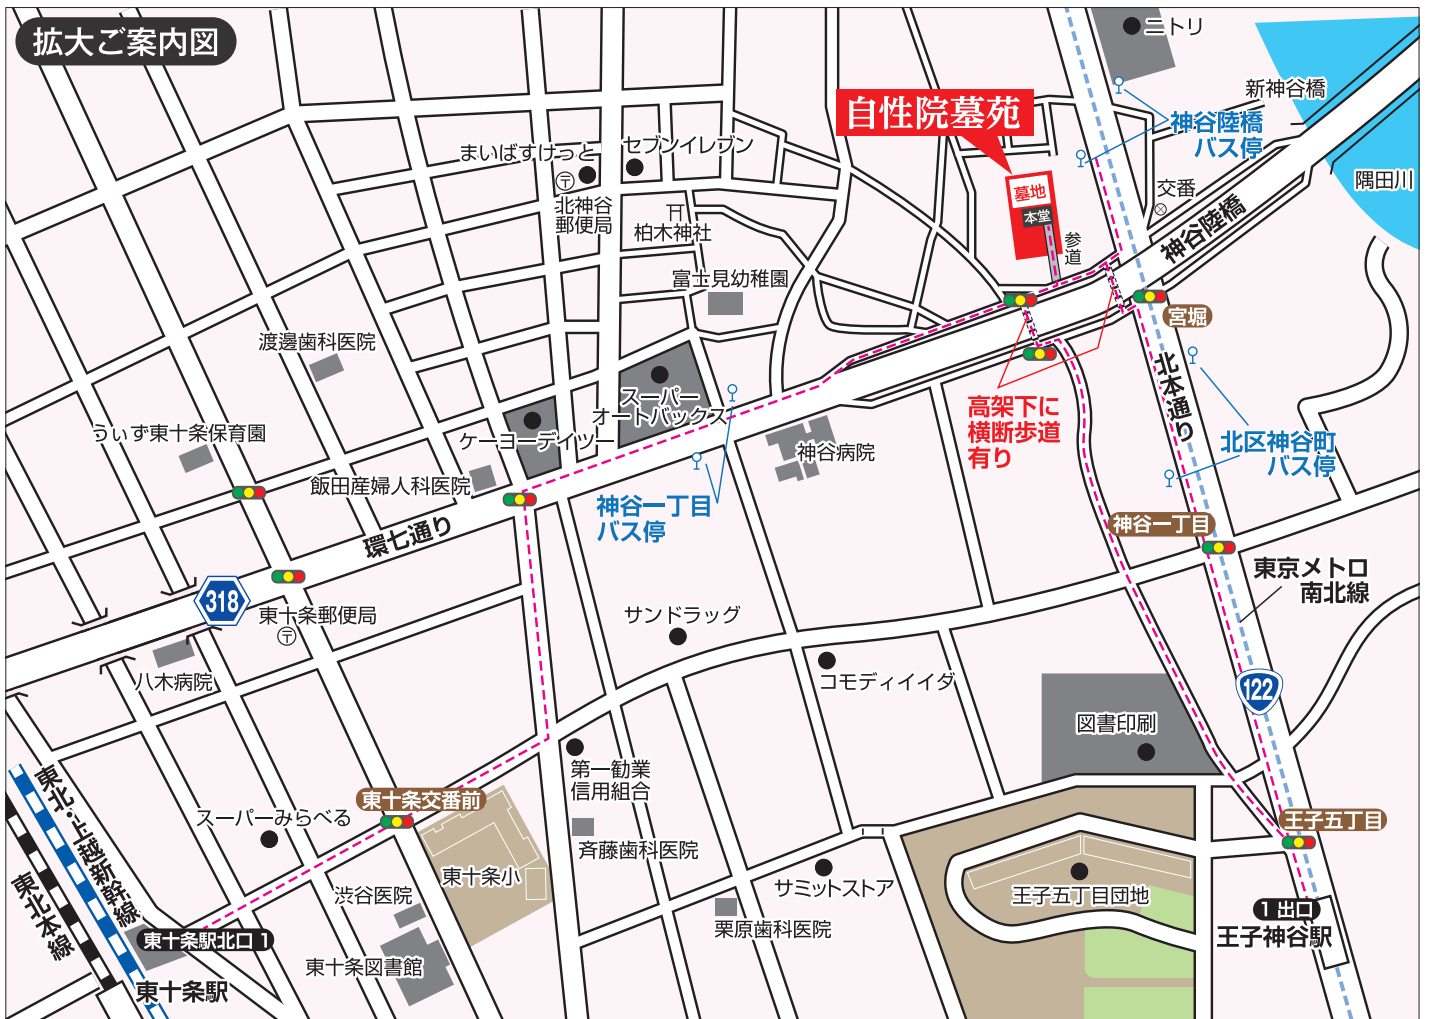 拡大ご案内図
ニトリ
新神谷橋
自性院墓苑
神谷陸橋
バス停
まいばすけっと
セブンイレブン
〒
北神谷
郵便局
柏木神社
墓地
本堂
参道
交番
隅田川
神谷陸橋
富士見幼稚園
宮堀
渡邊歯科医院
北本通り
スーパー
オートバックス
高架下に
横断歩道
有り
うぃず東十条保育園
ケーヨーデイツー
神谷病院
北区神谷町
バス停
飯田産婦人科医院
神谷一丁目
バス停
環七通り
神谷一丁目
東京メトロ
南北線
318
東十条郵便局
〒
サンドラッグ
八木病院
コモディイイダ
122
図書印刷
東北・上越新幹線
第一勧業
信用組合
東十条交番前
スーパーみらべる
王子五丁目
斉藤歯科医院
東北本線
東十条小
サミットストア
渋谷医院
王子五丁目団地
1 出口
栗原歯科医院
王子神谷駅
東十条駅北口 1
東十条図書館
東十条駅